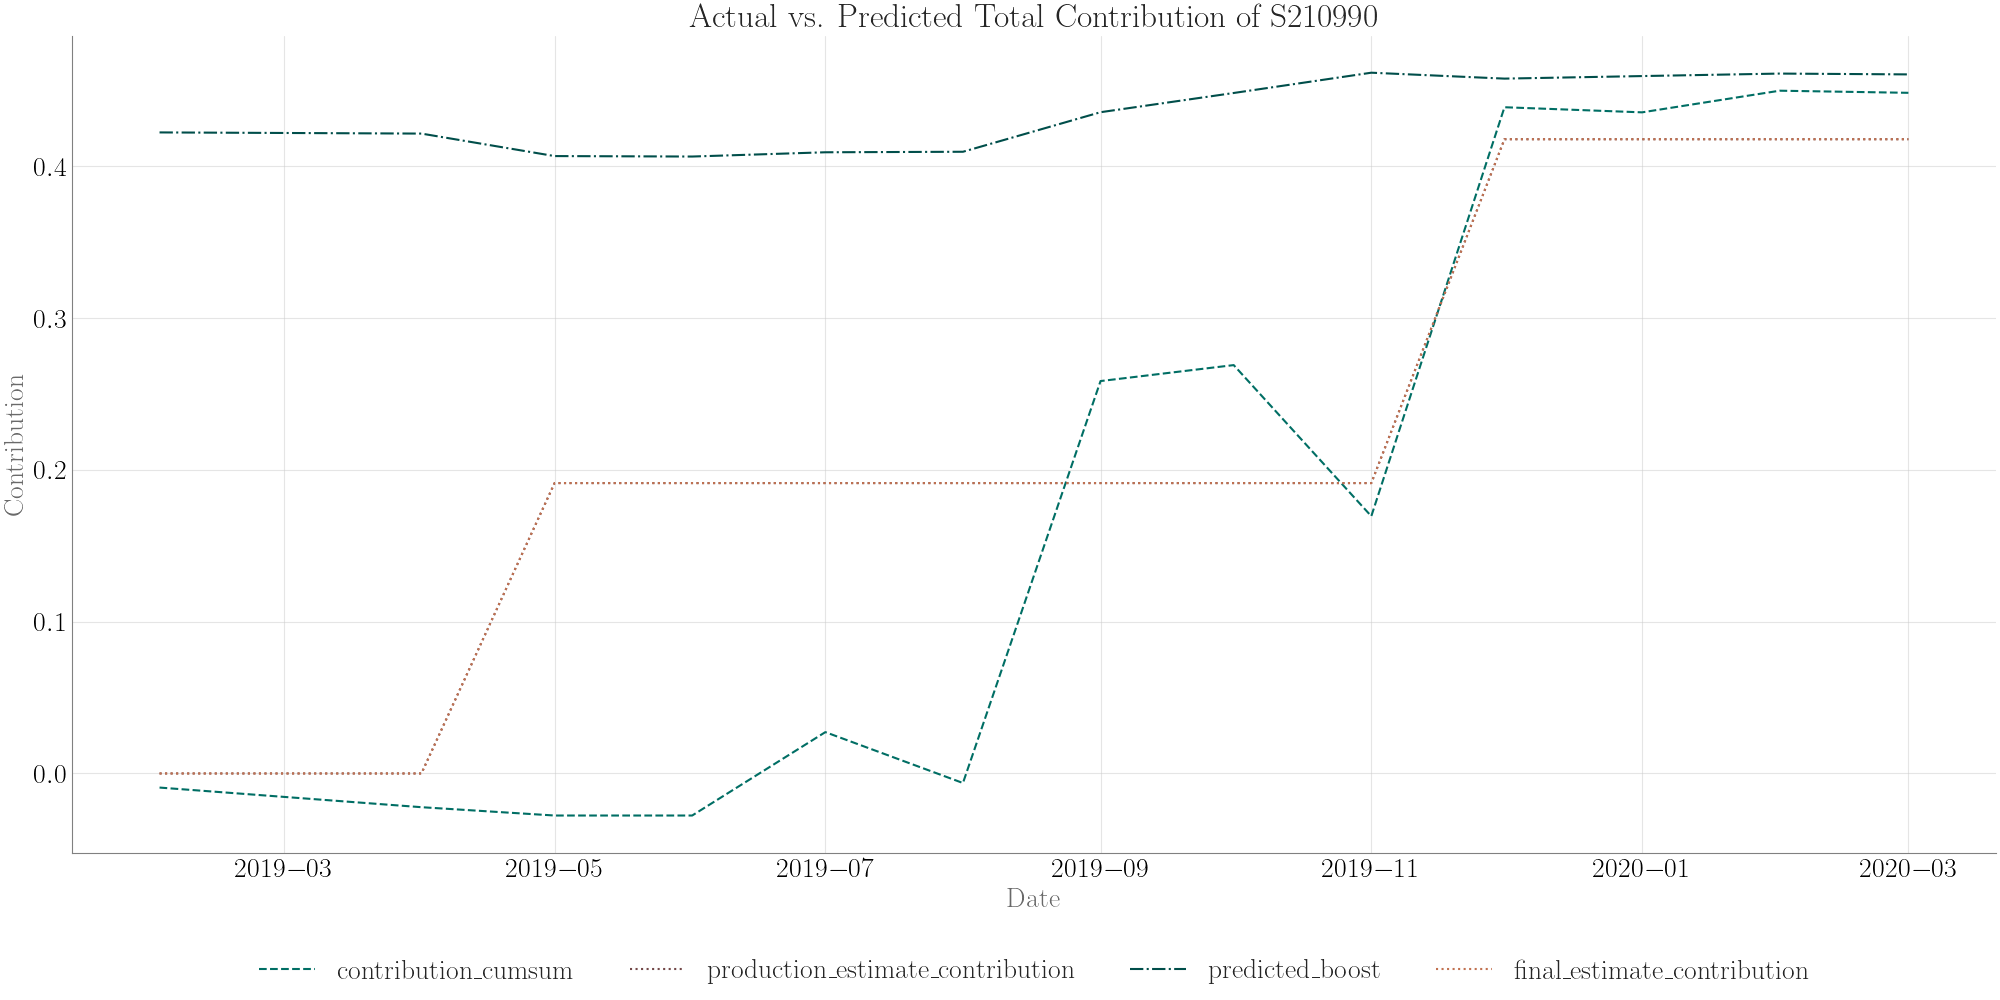 Actual vs. Predicted Total Contribution of S210990
Contribution
0.4
0.3
0.2
0.1
0.0
2019–03 2019–05 2019–07 2019–09 2019–11 2020–01 2020–03
Date
contribution_cumsum production_estimate_contribution predicted_boost final_estimate_contribution